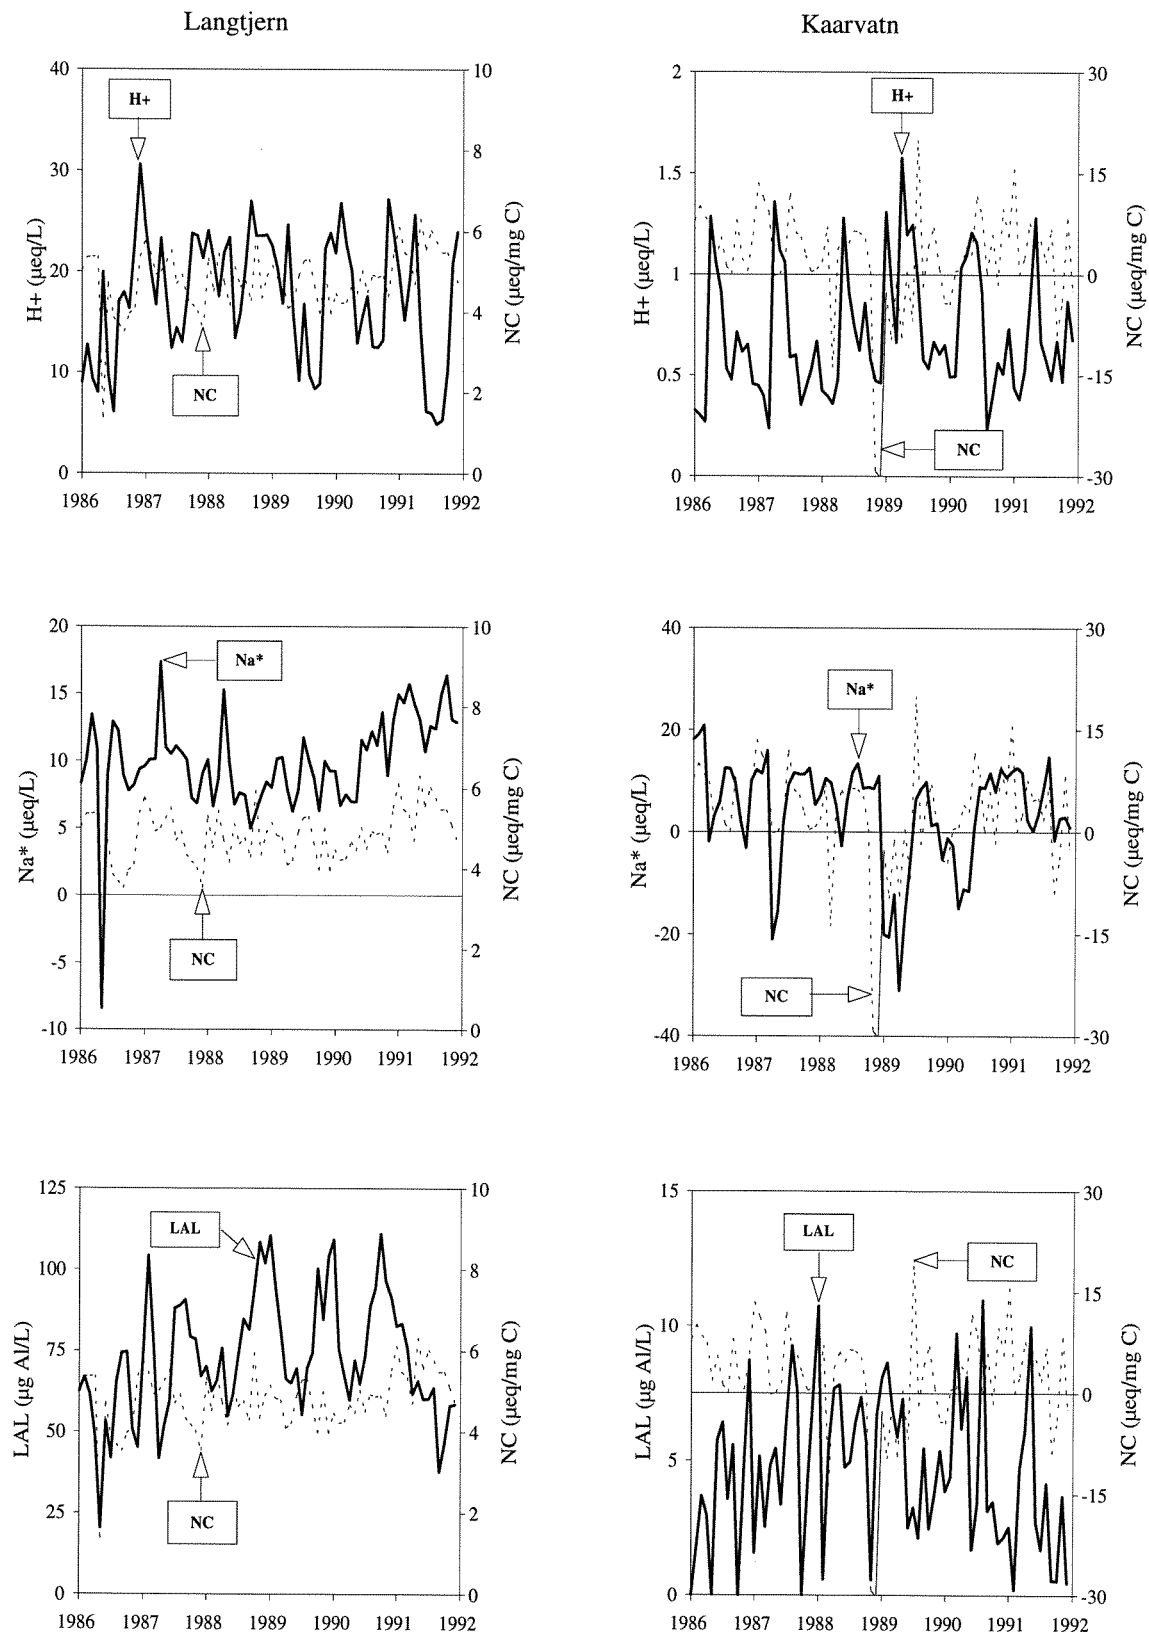 Langtjern
Kaarvatn
40
30
20
10
0
H+ (µeq/L)
H+
NC
10
8
6
4
2
0
NC (µeq/mg C)
1986 1987 1988 1989 1990 1991 1992
2
1.5
1
0.5
0
H+ (µeq/L)
H+
NC
30
15
0
-15
-30
NC (µeq/mg C)
1986 1987 1988 1989 1990 1991 1992
20
15
10
5
0
-5
-10
Na* (µeq/L)
Na*
NC
10
8
6
4
2
0
NC (µeq/mg C)
1986 1987 1988 1989 1990 1991 1992
40
20
0
-20
-40
Na* (µeq/L)
Na*
NC
30
15
0
-15
-30
NC (µeq/mg C)
1986 1987 1988 1989 1990 1991 1992
125
100
75
50
25
0
LAL (µg Al/L)
LAL
NC
10
8
6
4
2
0
NC (µeq/mg C)
1986 1987 1988 1989 1990 1991 1992
15
10
5
0
LAL (µg Al/L)
LAL
NC
30
15
0
-15
-30
NC (µeq/mg C)
1986 1987 1988 1989 1990 1991 1992